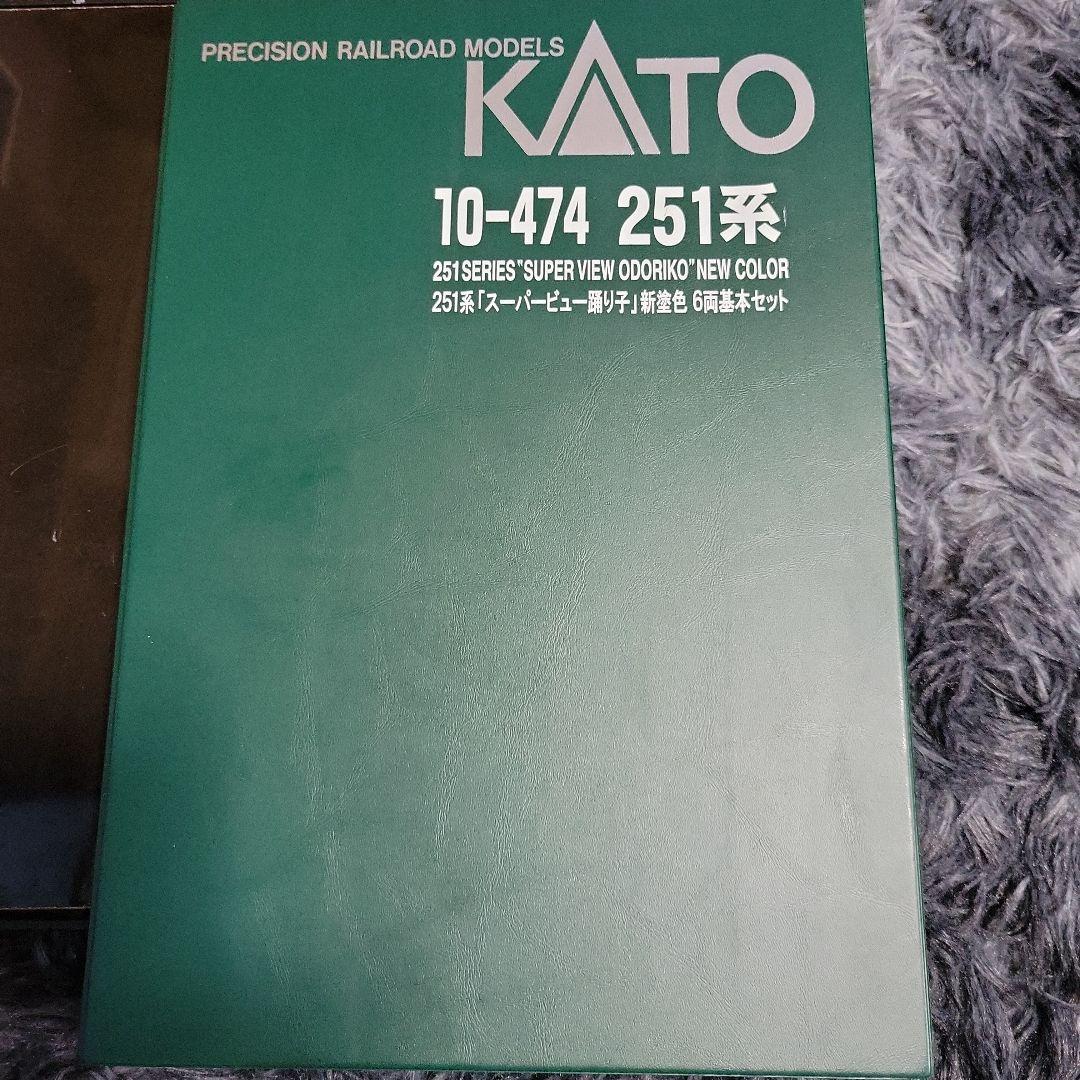 PRECISION RAILROAD MODELS
KATO
10-474 251系
251 SERIES "SUPER VIEW ODORIKO" NEW COLOR
251系「スーパービュー踊り子」新塗色 6両基本セット